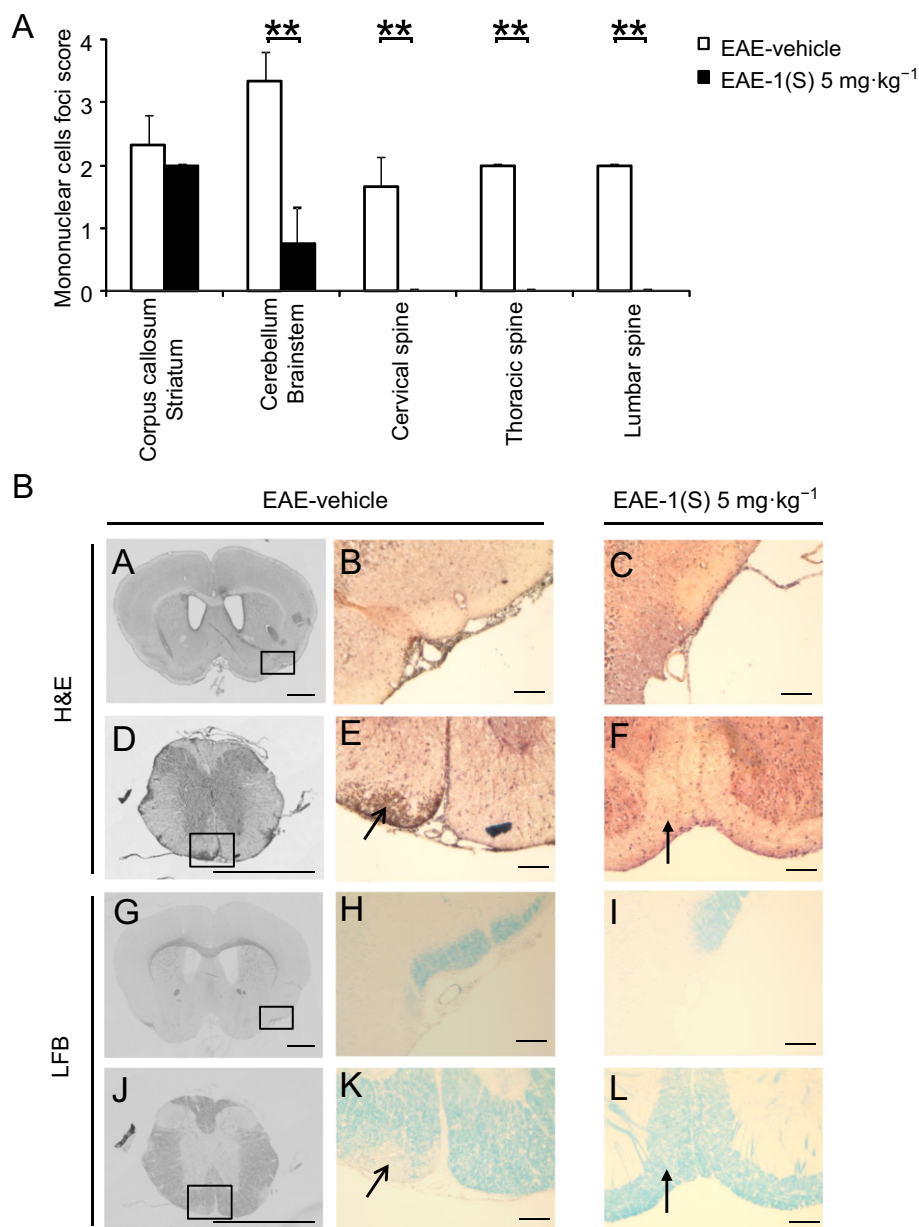 A
**
**
**
**
EAE-vehicle
EAE-1(S) 5 mg·kg⁻¹
Mononuclear cells foci score
4
3
2
1
0
Corpus callosum
Striatum
Cerebellum
Brainstem
Cervical spine
Thoracic spine
Lumbar spine
B
EAE-vehicle
EAE-1(S) 5 mg·kg⁻¹
H&E
A
B
C
D
E
F
LFB
G
H
I
J
K
L